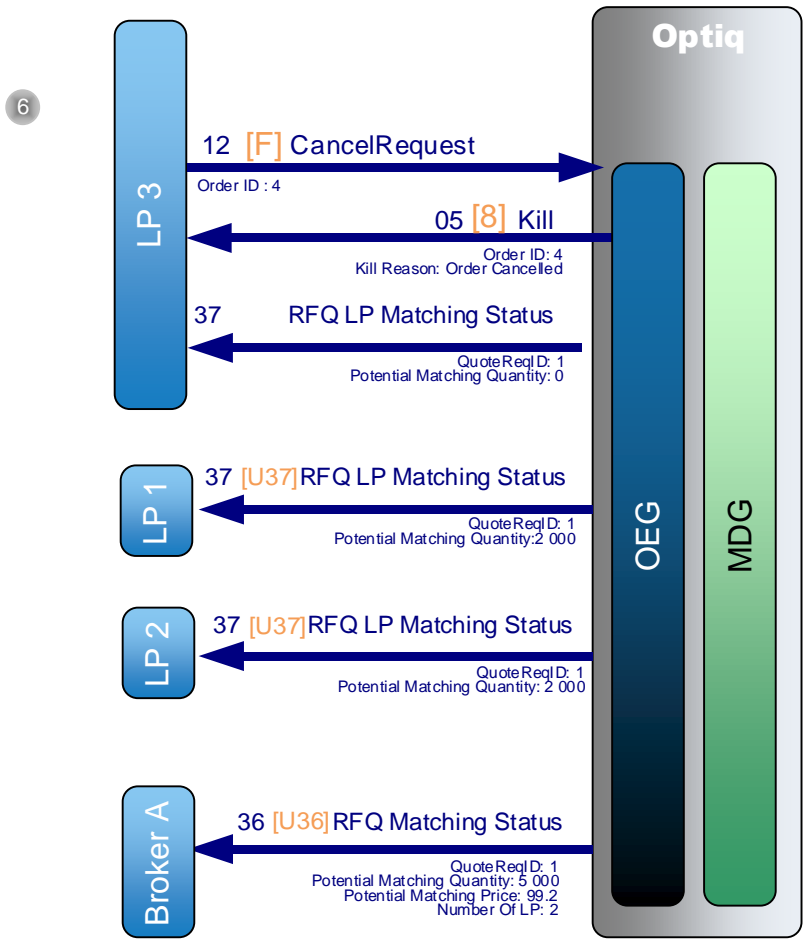 Optiq
6
LP 3
12 [F] CancelRequest
Order ID : 4
05 [8] Kill
Order ID: 4
Kill Reason: Order Cancelled
37 RFQ LP Matching Status
QuoteReqID: 1
Potential Matching Quantity: 0
LP 1
37 [U37]RFQ LP Matching Status
QuoteReqID: 1
Potential Matching Quantity:2 000
OEG
MDG
LP 2
37 [U37]RFQ LP Matching Status
QuoteReqID: 1
Potential Matching Quantity: 2 000
Broker A
36 [U36]RFQ Matching Status
QuoteReqID: 1
Potential Matching Quantity: 5 000
Potential Matching Price: 99.2
Number Of LP: 2